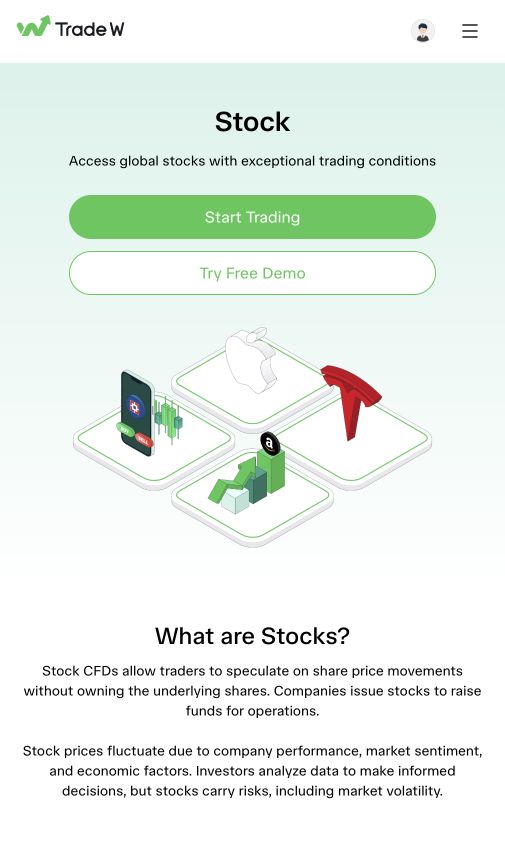 Trade W
Stock
Access global stocks with exceptional trading conditions
Start Trading
Try Free Demo
BUY
SELL
a
What are Stocks?
Stock CFDs allow traders to speculate on share price movements
without owning the underlying shares. Companies issue stocks to raise
funds for operations.
Stock prices fluctuate due to company performance, market sentiment,
and economic factors. Investors analyze data to make informed
decisions, but stocks carry risks, including market volatility.